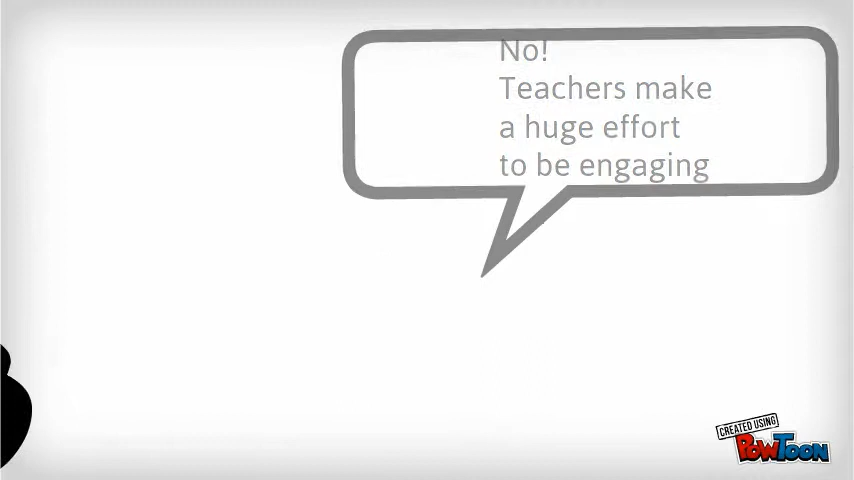 No!
Teachers make
a huge effort
to be engaging
CREATED USING
POWTOON